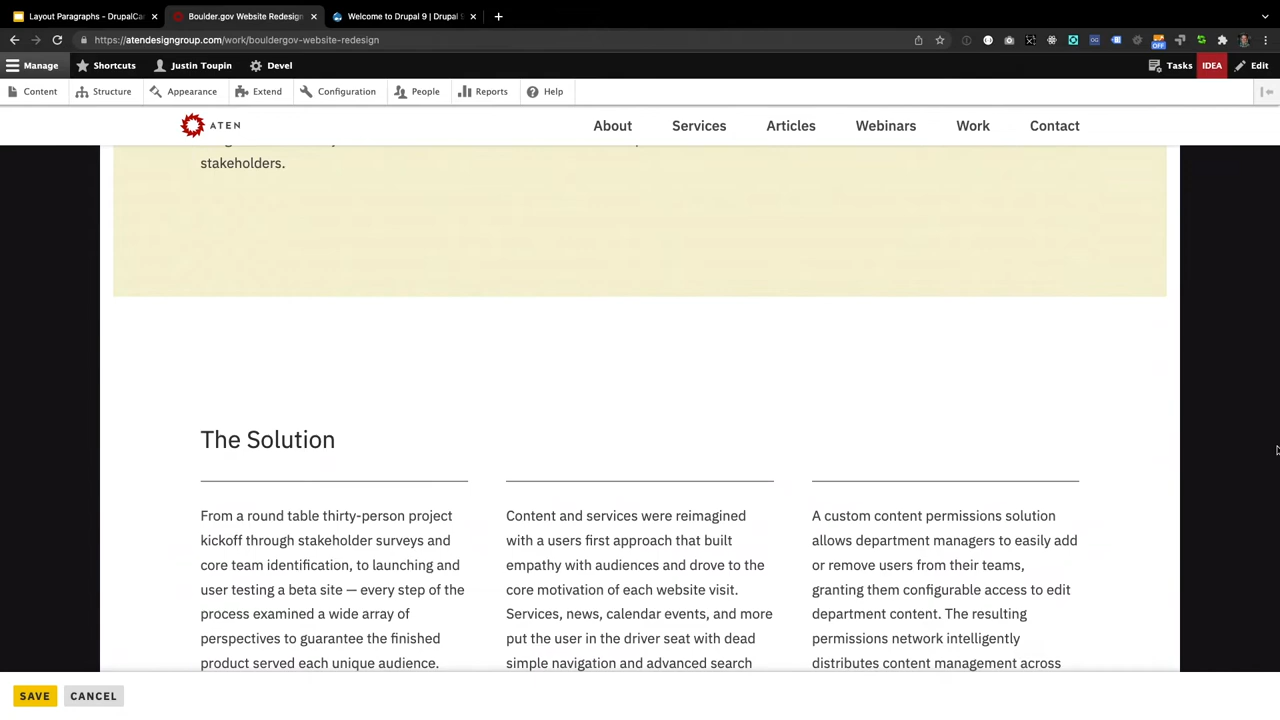 Layout Paragraphs - DrupalCa
Boulder.gov Website Redesign
Welcome to Drupal 9 | Drupal
https://atendesigngroup.com/work/bouldergov-website-redesign
OFF
Manage
Shortcuts
Justin Toupin
Devel
Tasks
IDEA
Edit
Content
Structure
Appearance
Extend
Configuration
People
Reports
Help
ATEN
About
Services
Articles
Webinars
Work
Contact
stakeholders.
The Solution
From a round table thirty-person project
kickoff through stakeholder surveys and
core team identification, to launching and
user testing a beta site — every step of the
process examined a wide array of
perspectives to guarantee the finished
product served each unique audience.
Content and services were reimagined
with a users first approach that built
empathy with audiences and drove to the
core motivation of each website visit.
Services, news, calendar events, and more
put the user in the driver seat with dead
simple navigation and advanced search
A custom content permissions solution
allows department managers to easily add
or remove users from their teams,
granting them configurable access to edit
department content. The resulting
permissions network intelligently
distributes content management across
SAVE
CANCEL